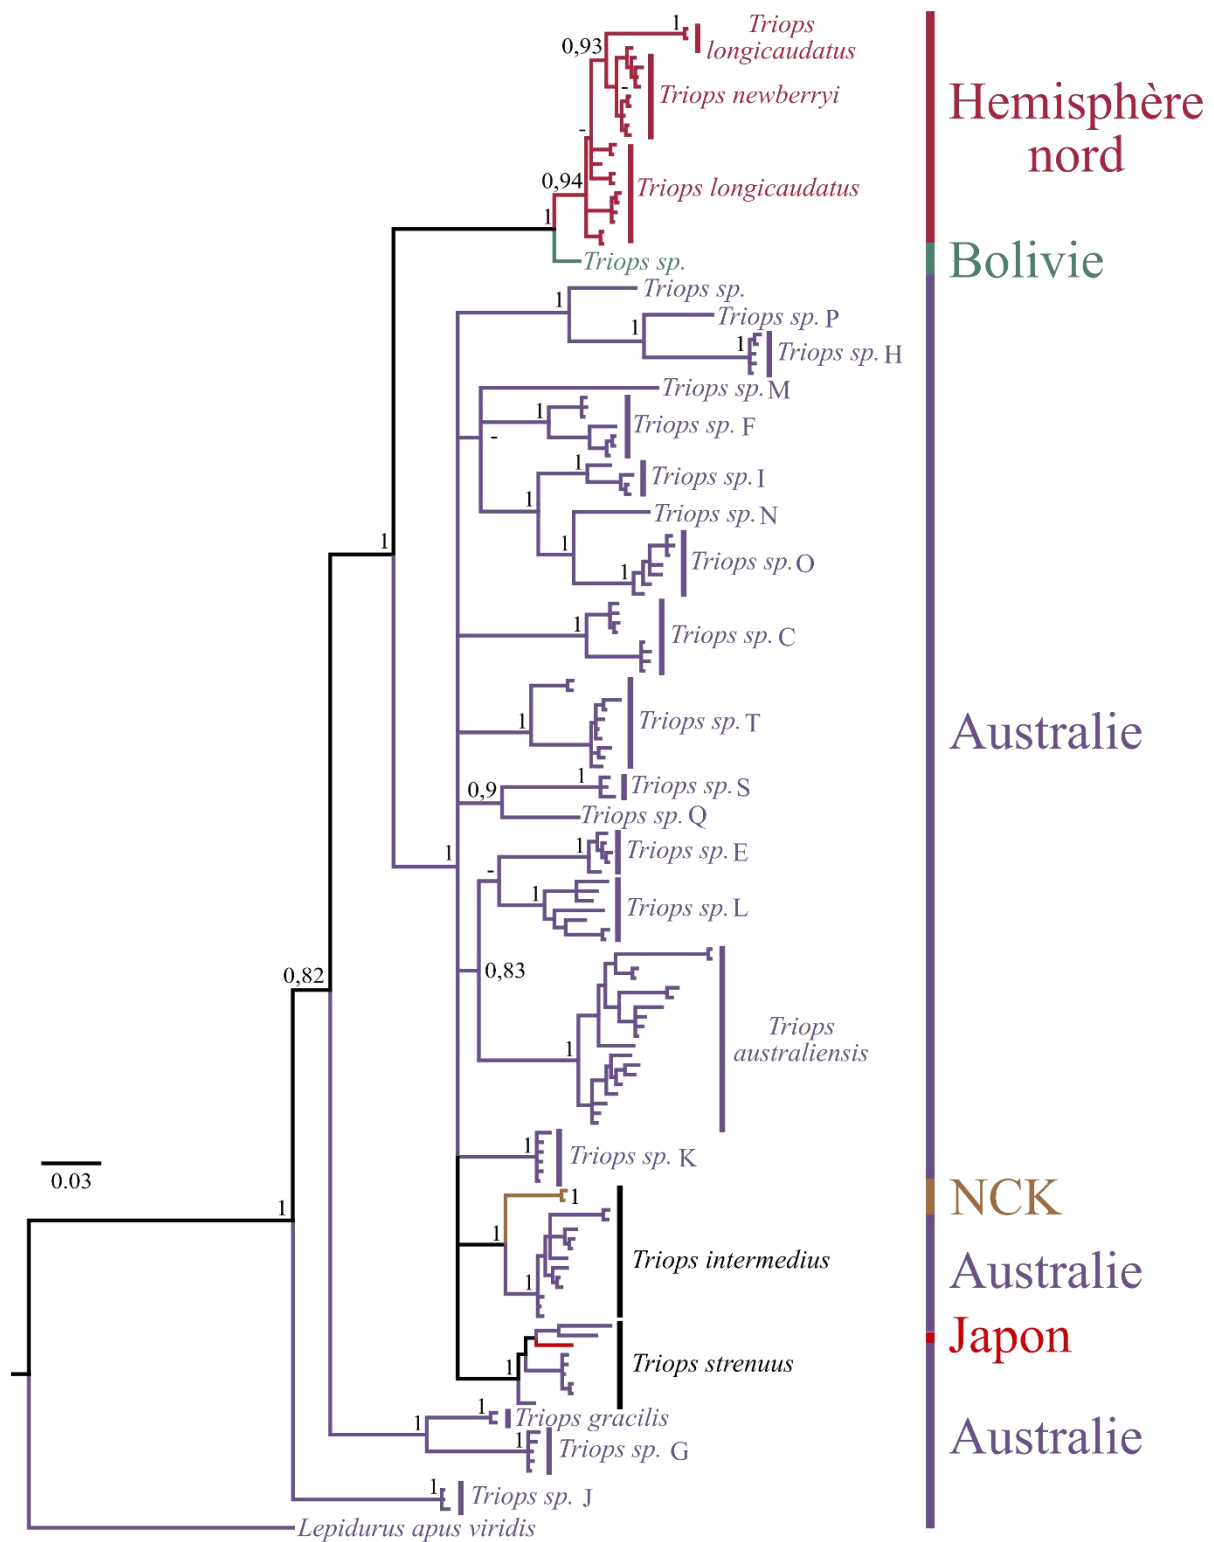 1
Triops
longicaudatus
0,93
-
Triops newberryi
Hemisphère
nord
-
0,94
Triops longicaudatus
1
Triops sp.
Bolivie
Triops sp.
1
Triops sp. P
1
1
Triops sp. H
Triops sp. M
1
Triops sp. F
-
1
Triops sp. I
1
Triops sp. N
1
1
Triops sp. O
1
1
Triops sp. C
1
Triops sp. T
Australie
1
Triops sp. S
0,9
Triops sp. Q
1
1
Triops sp. E
-
1
Triops sp. L
0,83
0,82
1
Triops
australiensis
1
Triops sp. K
0.03
1
NCK
1
1
Triops intermedius
Australie
1
Japon
1
Triops strenuus
1
Triops gracilis
1
1
Triops sp. G
Australie
1
Triops sp. J
Lepidurus apus viridis